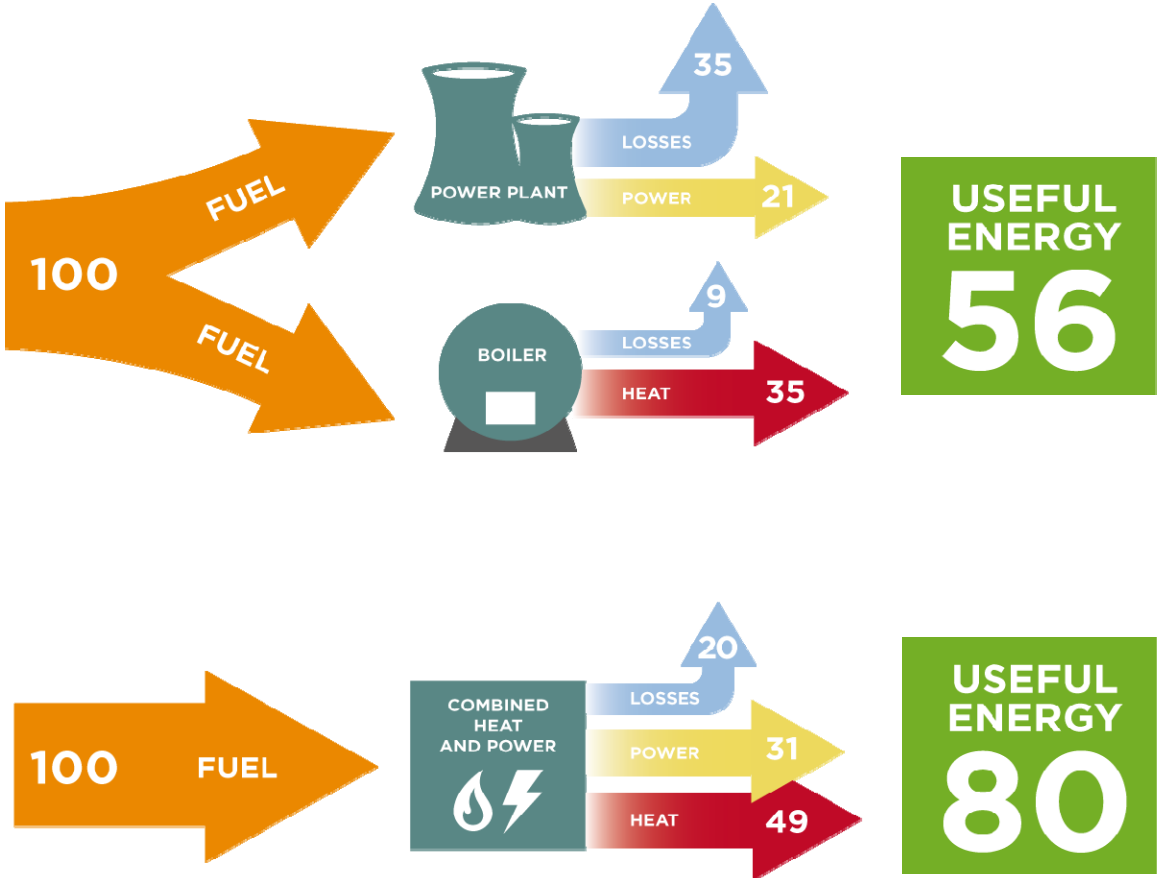 100
FUEL
FUEL
POWER PLANT
35
LOSSES
POWER
21
BOILER
9
LOSSES
HEAT
35
USEFUL
ENERGY
56
100
FUEL
COMBINED
HEAT
AND POWER
20
LOSSES
POWER
31
HEAT
49
USEFUL
ENERGY
80